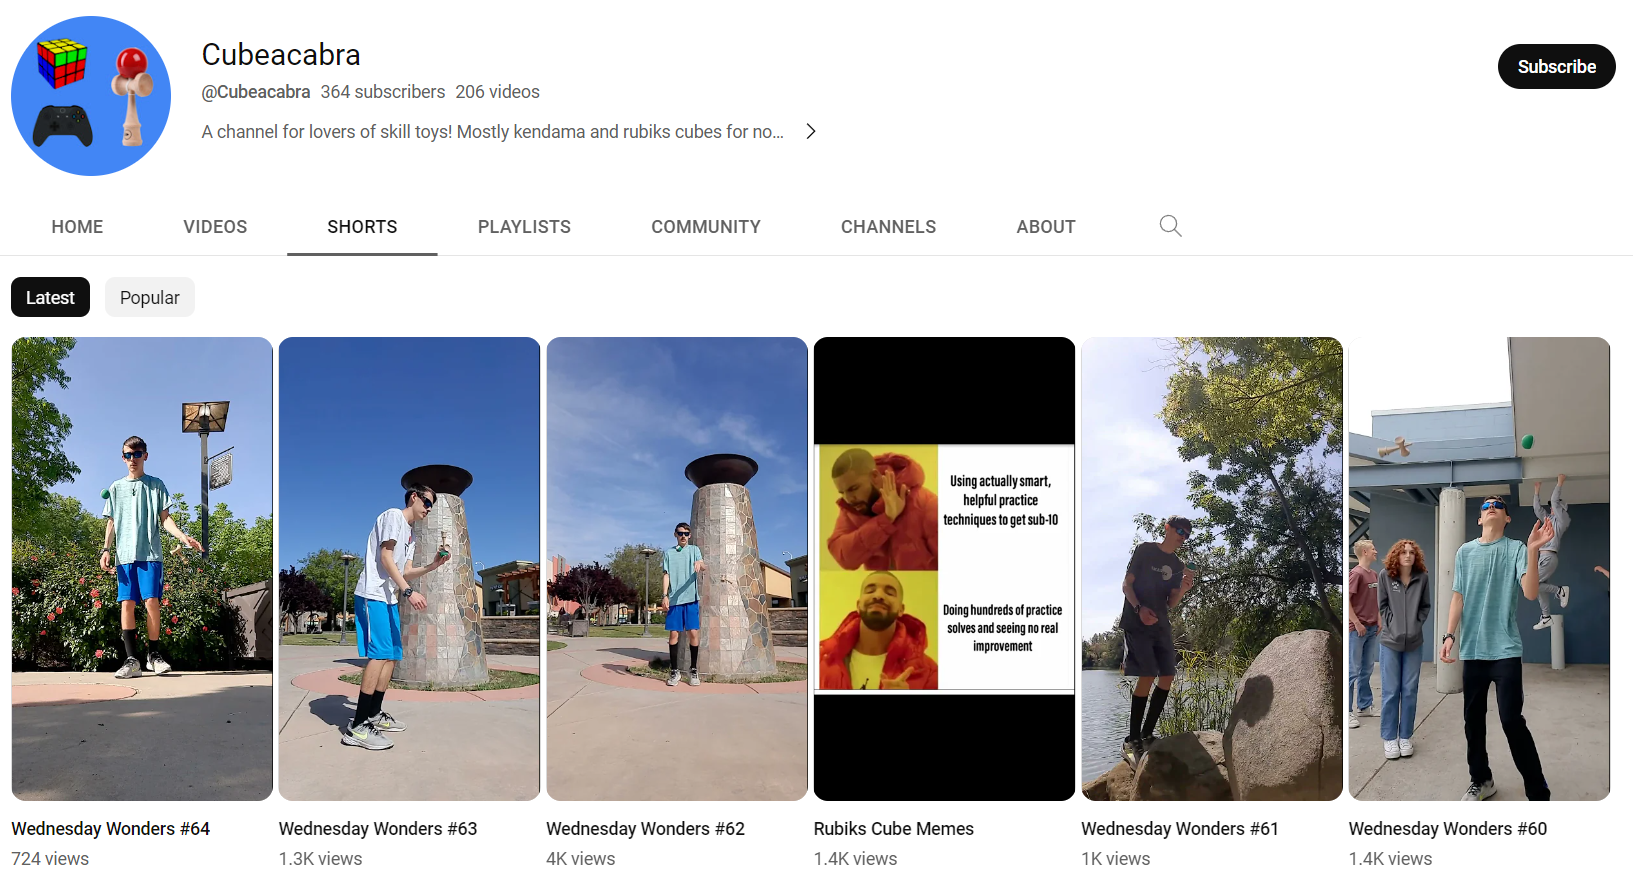 Cubeacabra
@Cubeacabra 364 subscribers 206 videos
A channel for lovers of skill toys! Mostly kendama and rubiks cubes for no...
Subscribe
HOME VIDEOS SHORTS PLAYLISTS COMMUNITY CHANNELS ABOUT
Latest Popular
Using actually smart,
helpful practice
techniques to get sub-10
Doing hundreds of practice
solves and seeing no real
improvement
Wednesday Wonders #64
724 views
Wednesday Wonders #63
1.3K views
Wednesday Wonders #62
4K views
Rubiks Cube Memes
1.4K views
Wednesday Wonders #61
1K views
Wednesday Wonders #60
1.4K views